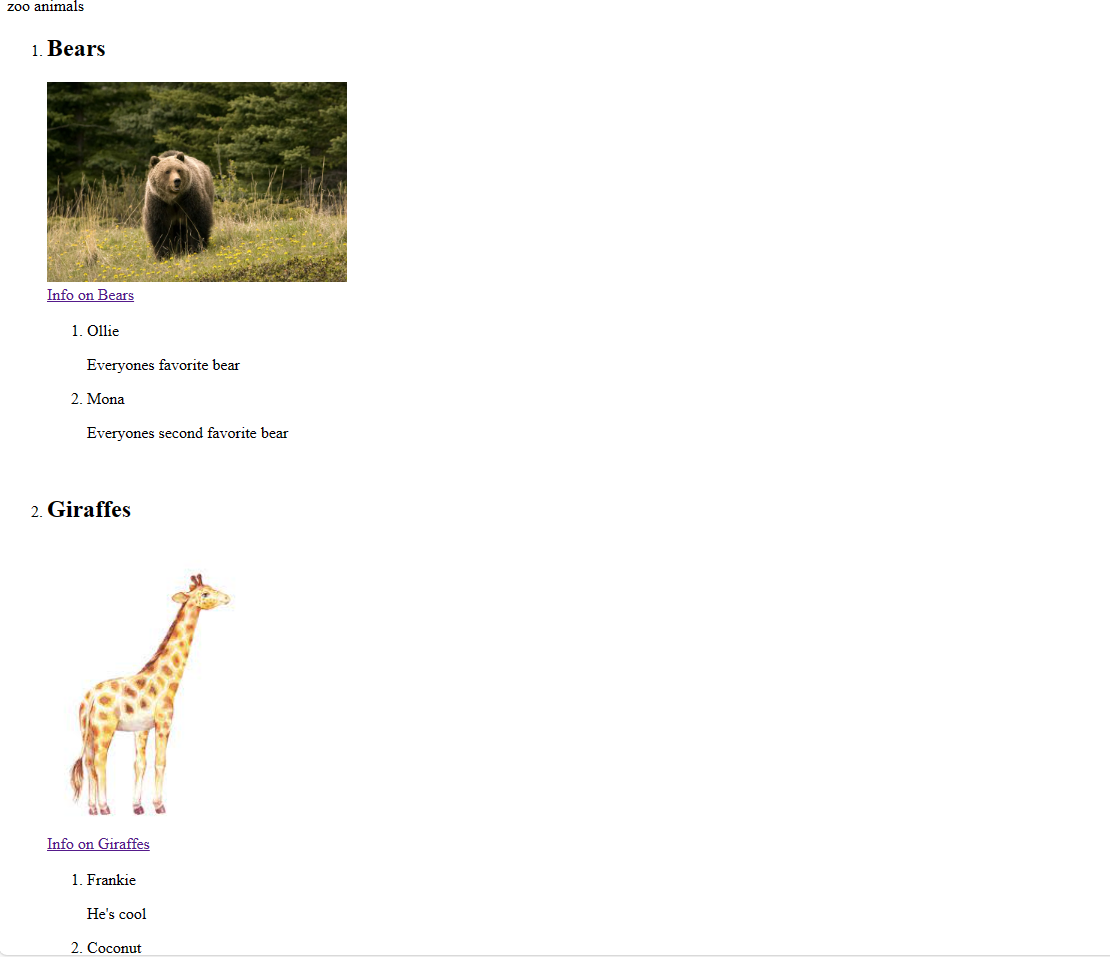 zoo animals
1. Bears
Info on Bears
1. Ollie
Everyones favorite bear
2. Mona
Everyones second favorite bear
2. Giraffes
Info on Giraffes
1. Frankie
He's cool
2. Coconut